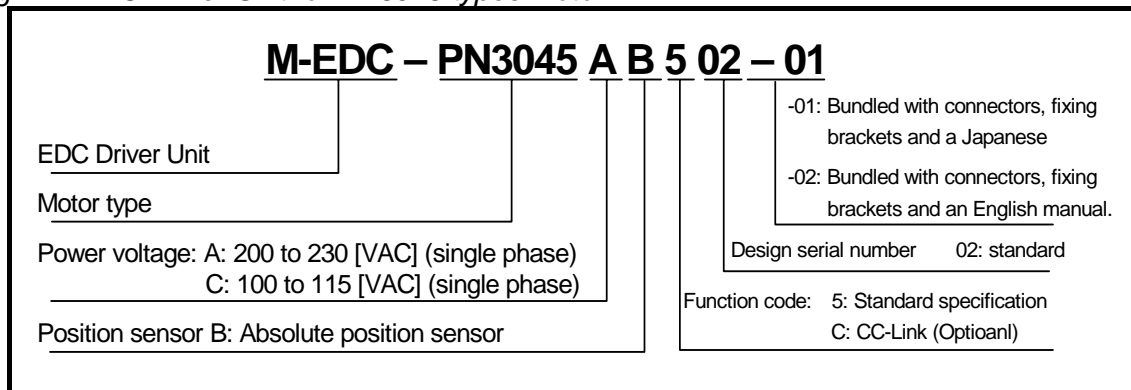 M-EDC – PN3045 A B 5 02 – 01
-01: Bundled with connectors, fixing
brackets and a Japanese
EDC Driver Unit
-02: Bundled with connectors, fixing
brackets and an English manual.
Motor type
Power voltage: A: 200 to 230 [VAC] (single phase)
C: 100 to 115 [VAC] (single phase)
Design serial number 02: standard
Function code: 5: Standard specification
C: CC-Link (Optioanl)
Position sensor B: Absolute position sensor